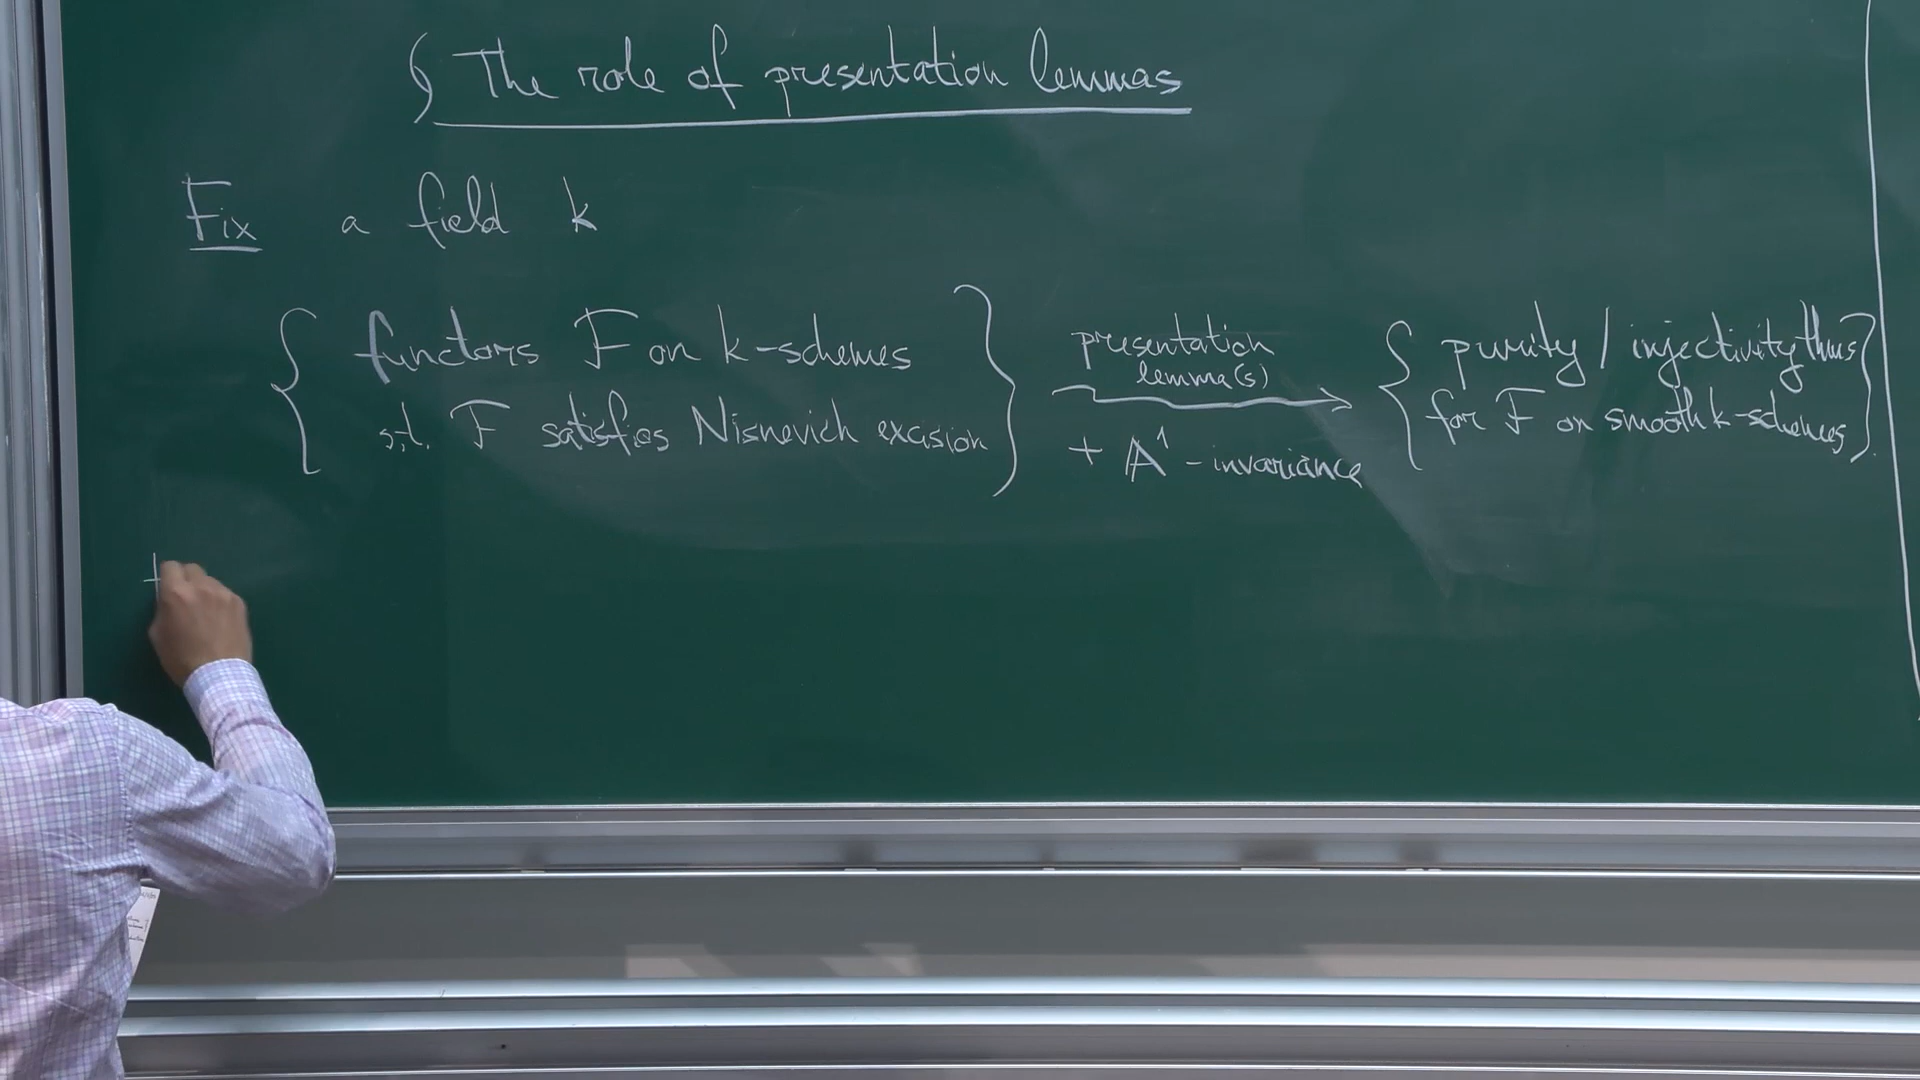 § The role of presentation lemmas
Fix a field k
{ functors F on k-schemes
s.t. F satisfies Nisnevich excision }
presentation
lemma(s)
+ A¹-invariance
{ purity / injectivity thms
for F on smooth k-schemes }